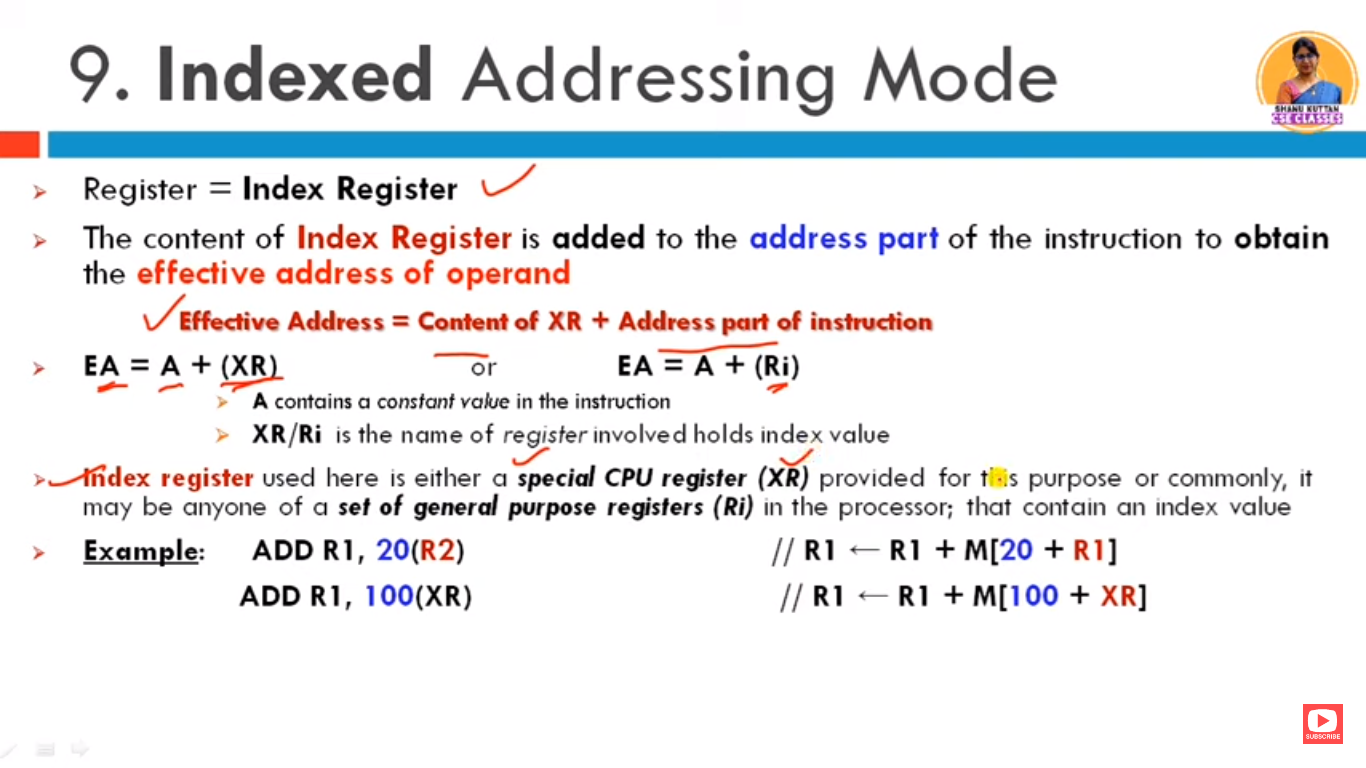 9. Indexed Addressing Mode
SHANU KUTTAN
CSE CLASSES
Register = Index Register
The content of Index Register is added to the address part of the instruction to obtain
the effective address of operand
Effective Address = Content of XR + Address part of instruction
EA = A + (XR) or EA = A + (Ri)
A contains a constant value in the instruction
XR/Ri is the name of register involved holds index value
Index register used here is either a special CPU register (XR) provided for this purpose or commonly, it
may be anyone of a set of general purpose registers (Ri) in the processor; that contain an index value
Example: ADD R1, 20(R2) // R1 ← R1 + M[20 + R1]
ADD R1, 100(XR) // R1 ← R1 + M[100 + XR]
SUBSCRIBE